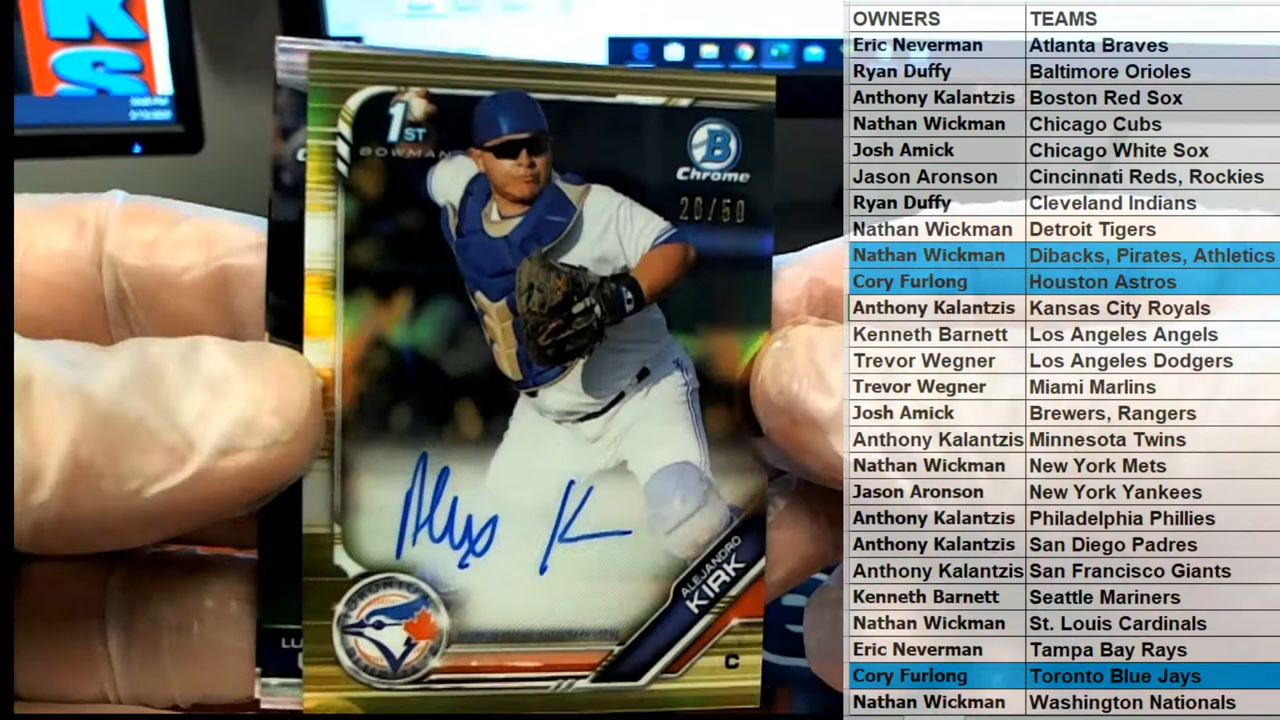 KS
1ST
BOWMAN
B
Chrome
26/50
Alex K
ALEJANDRO
KIRK
C
OWNERS TEAMS
Eric Neverman Atlanta Braves
Ryan Duffy Baltimore Orioles
Anthony Kalantzis Boston Red Sox
Nathan Wickman Chicago Cubs
Josh Amick Chicago White Sox
Jason Aronson Cincinnati Reds, Rockies
Ryan Duffy Cleveland Indians
Nathan Wickman Detroit Tigers
Nathan Wickman Dibacks, Pirates, Athletics
Cory Furlong Houston Astros
Anthony Kalantzis Kansas City Royals
Kenneth Barnett Los Angeles Angels
Trevor Wegner Los Angeles Dodgers
Trevor Wegner Miami Marlins
Josh Amick Brewers, Rangers
Anthony Kalantzis Minnesota Twins
Nathan Wickman New York Mets
Jason Aronson New York Yankees
Anthony Kalantzis Philadelphia Phillies
Anthony Kalantzis San Diego Padres
Anthony Kalantzis San Francisco Giants
Kenneth Barnett Seattle Mariners
Nathan Wickman St. Louis Cardinals
Eric Neverman Tampa Bay Rays
Cory Furlong Toronto Blue Jays
Nathan Wickman Washington Nationals